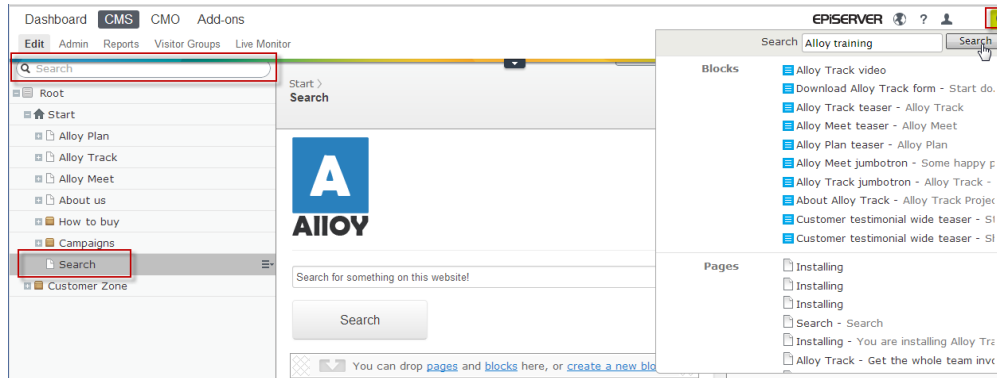 Dashboard CMS CMO Add-ons EPiSERVER ?
Edit Admin Reports Visitor Groups Live Monitor
Search Alloy training Search
Search
Root
Start
Alloy Plan
Alloy Track
Alloy Meet
About us
How to buy
Campaigns
Search
Customer Zone
Start >
Search
A
AllOY
Search for something on this website!
Search
You can drop pages and blocks here, or create a new blo
Blocks
Alloy Track video
Download Alloy Track form - Start do.
Alloy Track teaser - Alloy Track
Alloy Meet teaser - Alloy Meet
Alloy Plan teaser - Alloy Plan
Alloy Meet jumbotron - Some happy p
Alloy Track jumbotron - Alloy Track -
About Alloy Track - Alloy Track Projec
Customer testimonial wide teaser - St
Customer testimonial wide teaser - Sh
Pages
Installing
Installing
Installing
Search - Search
Installing - You are installing Alloy Tra
Alloy Track - Get the whole team invo